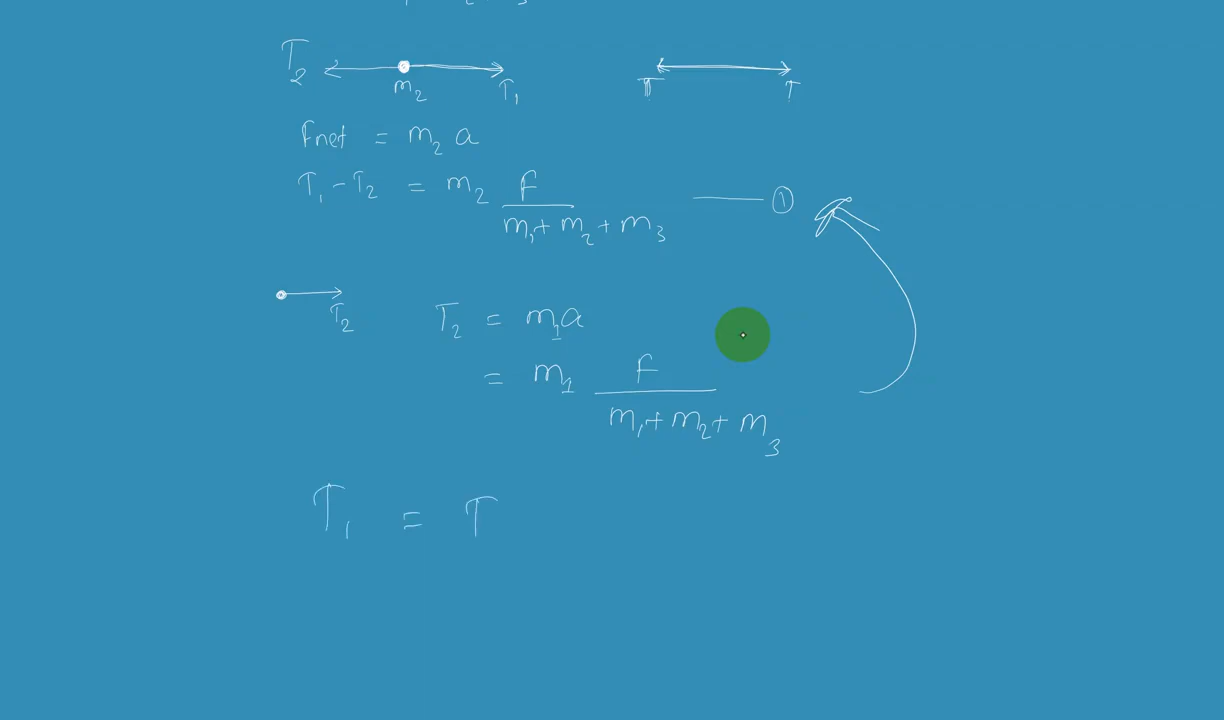 T₂ m₂ T₁ T T
Fnet = m₂ a
T₁ - T₂ = m₂ F / m₁ + m₂ + m₃ ①
T₂ T₂ = m₁a
= m₁ F / m₁ + m₂ + m₃
T₁ = T